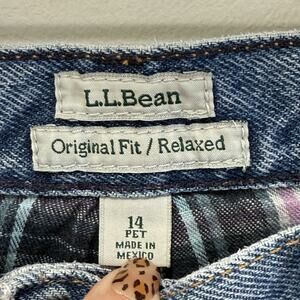 L.L.Bean
Original Fit / Relaxed
14
PET
MADE IN
MEXICO